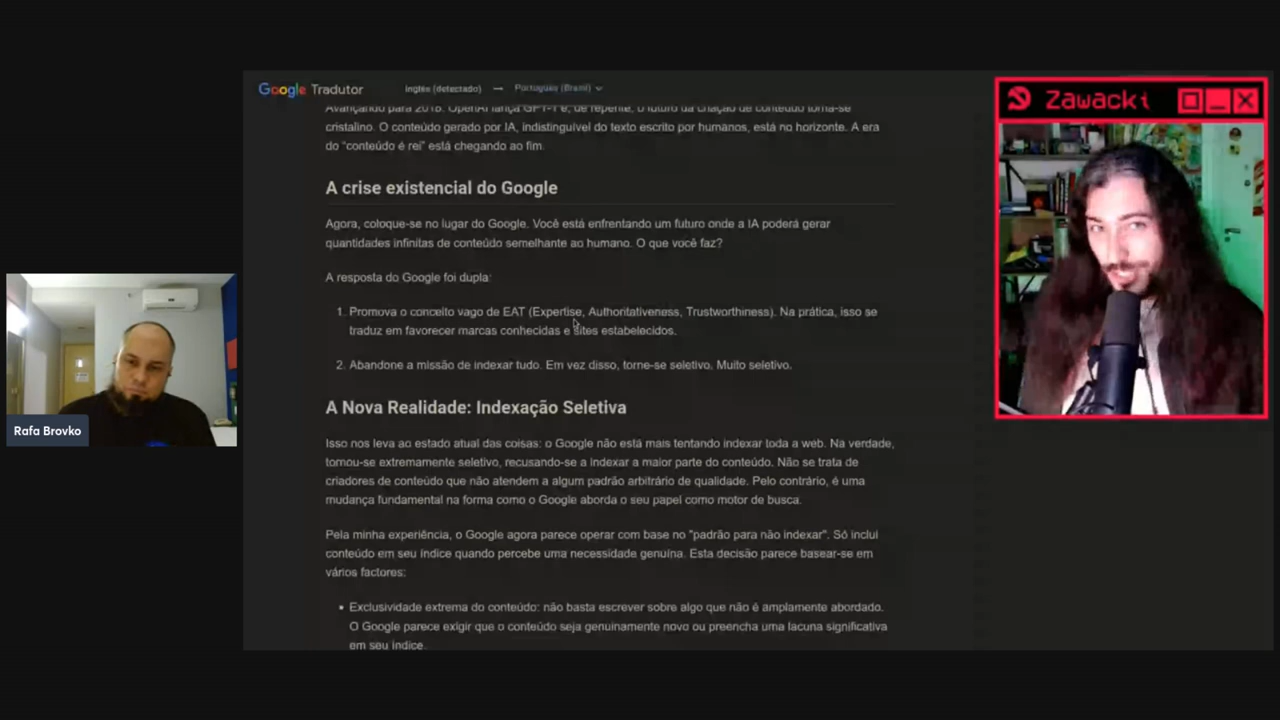 Google Tradutor
Inglês (detectado) → Português (Brasil)
Zawacki
Avançando para 2018. OpenAI lança GPT-1 e, de repente, o futuro da criação de conteúdo torna-se
cristalino. O conteúdo gerado por IA, indistinguível do texto escrito por humanos, está no horizonte. A era
do “conteúdo é rei” está chegando ao fim.
A crise existencial do Google
Agora, coloque-se no lugar do Google. Você está enfrentando um futuro onde a IA poderá gerar
quantidades infinitas de conteúdo semelhante ao humano. O que você faz?
A resposta do Google foi dupla:
1. Promova o conceito vago de EAT (Expertise, Authoritativeness, Trustworthiness). Na prática, isso se
traduz em favorecer marcas conhecidas e sites estabelecidos.
2. Abandone a missão de indexar tudo. Em vez disso, torne-se seletivo. Muito seletivo.
A Nova Realidade: Indexação Seletiva
Rafa Brovko
Isso nos leva ao estado atual das coisas: o Google não está mais tentando indexar toda a web. Na verdade,
tornou-se extremamente seletivo, recusando-se a indexar a maior parte do conteúdo. Não se trata de
criadores de conteúdo que não atendem a algum padrão arbitrário de qualidade. Pelo contrário, é uma
mudança fundamental na forma como o Google aborda o seu papel como motor de busca.
Pela minha experiência, o Google agora parece operar com base no "padrão para não indexar". Só inclui
conteúdo em seu índice quando percebe uma necessidade genuína. Esta decisão parece basear-se em
vários factores:
• Exclusividade extrema do conteúdo: não basta escrever sobre algo que não é amplamente abordado.
O Google parece exigir que o conteúdo seja genuinamente novo ou preencha uma lacuna significativa
em seu índice.